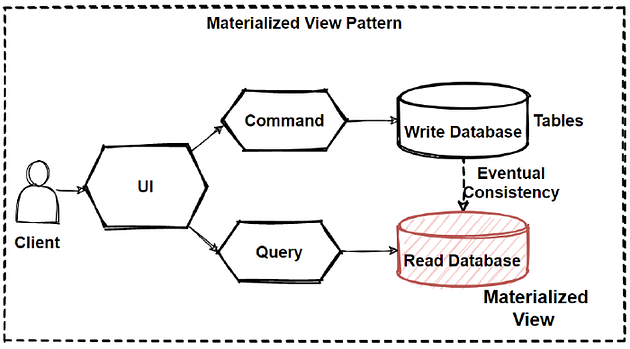 Materialized View Pattern
Command
Write Database
Tables
UI
Eventual
Consistency
Client
Query
Read Database
Materialized
View